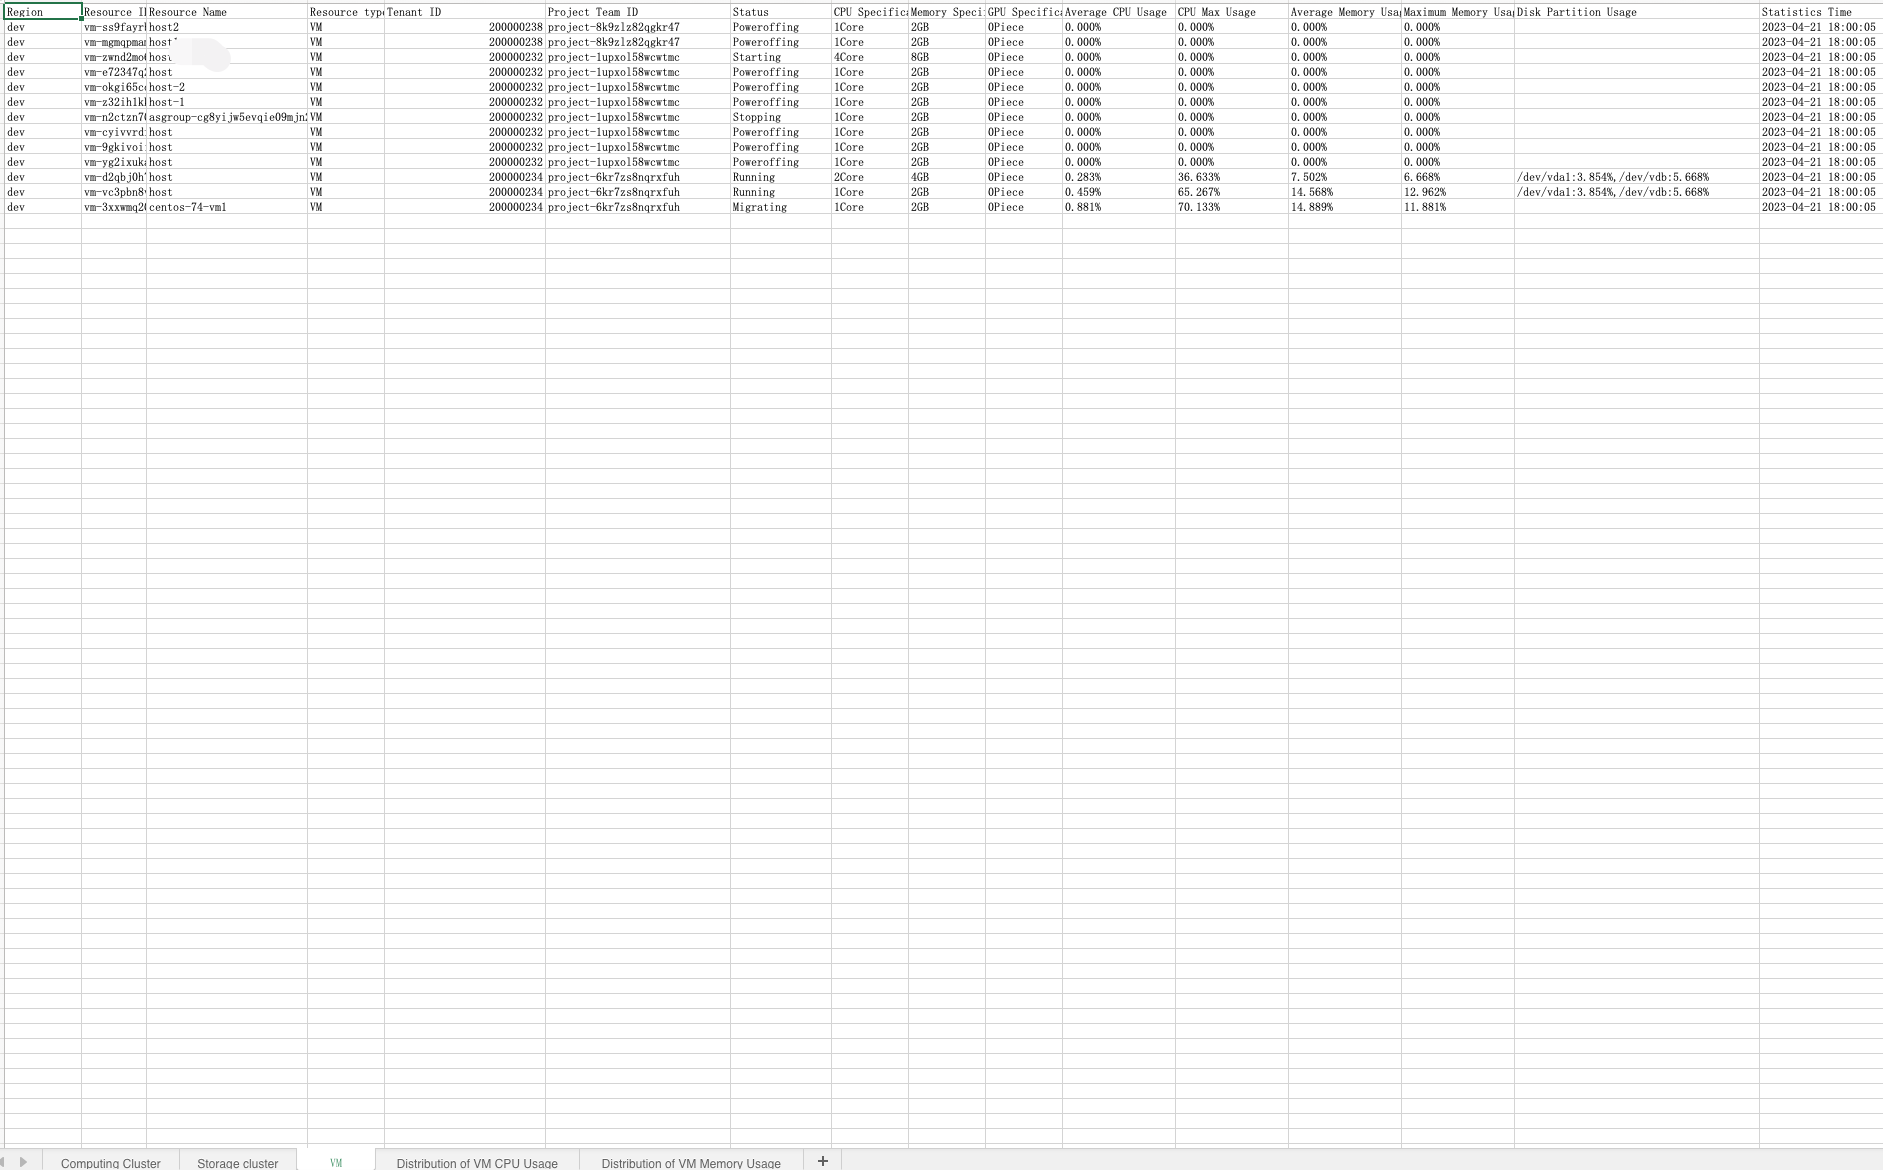 Region Resource ID Resource Name Resource type Tenant ID Project Team ID Status CPU Specifica Memory Speci GPU Specifica Average CPU Usage CPU Max Usage Average Memory Usa Maximum Memory Usa Disk Partition Usage Statistics Time
dev vm-ss9fayrl host2 VM 200000238 project-8k9zlz82qgkr47 Poweroffing 1Core 2GB 0Piece 0.000% 0.000% 0.000% 0.000% 2023-04-21 18:00:05
dev vm-mgmqpmam host VM 200000238 project-8k9zlz82qgkr47 Poweroffing 1Core 2GB 0Piece 0.000% 0.000% 0.000% 0.000% 2023-04-21 18:00:05
dev vm-zwnd2mo host VM 200000232 project-1upxol58wcwtmc Starting 4Core 8GB 0Piece 0.000% 0.000% 0.000% 0.000% 2023-04-21 18:00:05
dev vm-e72347q host VM 200000232 project-1upxol58wcwtmc Poweroffing 1Core 2GB 0Piece 0.000% 0.000% 0.000% 0.000% 2023-04-21 18:00:05
dev vm-okgi65c host-2 VM 200000232 project-1upxol58wcwtmc Poweroffing 1Core 2GB 0Piece 0.000% 0.000% 0.000% 0.000% 2023-04-21 18:00:05
dev vm-z32ih1k host-1 VM 200000232 project-1upxol58wcwtmc Poweroffing 1Core 2GB 0Piece 0.000% 0.000% 0.000% 0.000% 2023-04-21 18:00:05
dev vm-n2ctzn7 asgroup-cg8yijw5evqie09mjn VM 200000232 project-1upxol58wcwtmc Stopping 1Core 2GB 0Piece 0.000% 0.000% 0.000% 0.000% 2023-04-21 18:00:05
dev vm-cyivvrd host VM 200000232 project-1upxol58wcwtmc Poweroffing 1Core 2GB 0Piece 0.000% 0.000% 0.000% 0.000% 2023-04-21 18:00:05
dev vm-9gkivoi host VM 200000232 project-1upxol58wcwtmc Poweroffing 1Core 2GB 0Piece 0.000% 0.000% 0.000% 0.000% 2023-04-21 18:00:05
dev vm-yg2ixuk host VM 200000232 project-1upxol58wcwtmc Poweroffing 1Core 2GB 0Piece 0.000% 0.000% 0.000% 0.000% 2023-04-21 18:00:05
dev vm-d2qbj0h host VM 200000234 project-6kr7zs8nqrxfuh Running 2Core 4GB 0Piece 0.283% 36.633% 7.502% 6.668% /dev/vda1:3.854%,/dev/vdb:5.668% 2023-04-21 18:00:05
dev vm-vc3pbn8 host VM 200000234 project-6kr7zs8nqrxfuh Running 1Core 2GB 0Piece 0.459% 65.267% 14.568% 12.962% /dev/vda1:3.854%,/dev/vdb:5.668% 2023-04-21 18:00:05
dev vm-3xxwmq2 centos-74-vm1 VM 200000234 project-6kr7zs8nqrxfuh Migrating 1Core 2GB 0Piece 0.881% 70.133% 14.889% 11.881% 2023-04-21 18:00:05
Computing Cluster Storage cluster VM Distribution of VM CPU Usage Distribution of VM Memory Usage +